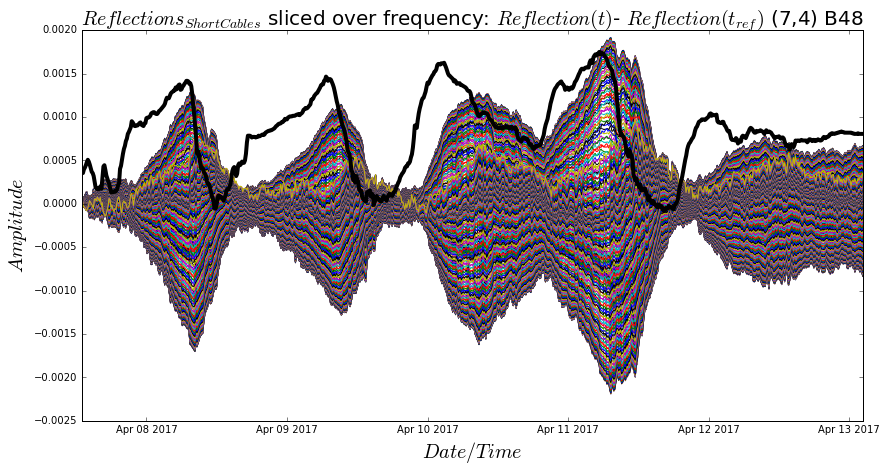 Reflections_ShortCables sliced over frequency: Reflection(t)- Reflection(t_ref) (7,4) B48
0.0020
0.0015
0.0010
0.0005
0.0000
−0.0005
−0.0010
−0.0015
−0.0020
−0.0025
Amplitude
Apr 08 2017 Apr 09 2017 Apr 10 2017 Apr 11 2017 Apr 12 2017 Apr 13 2017
Date/Time